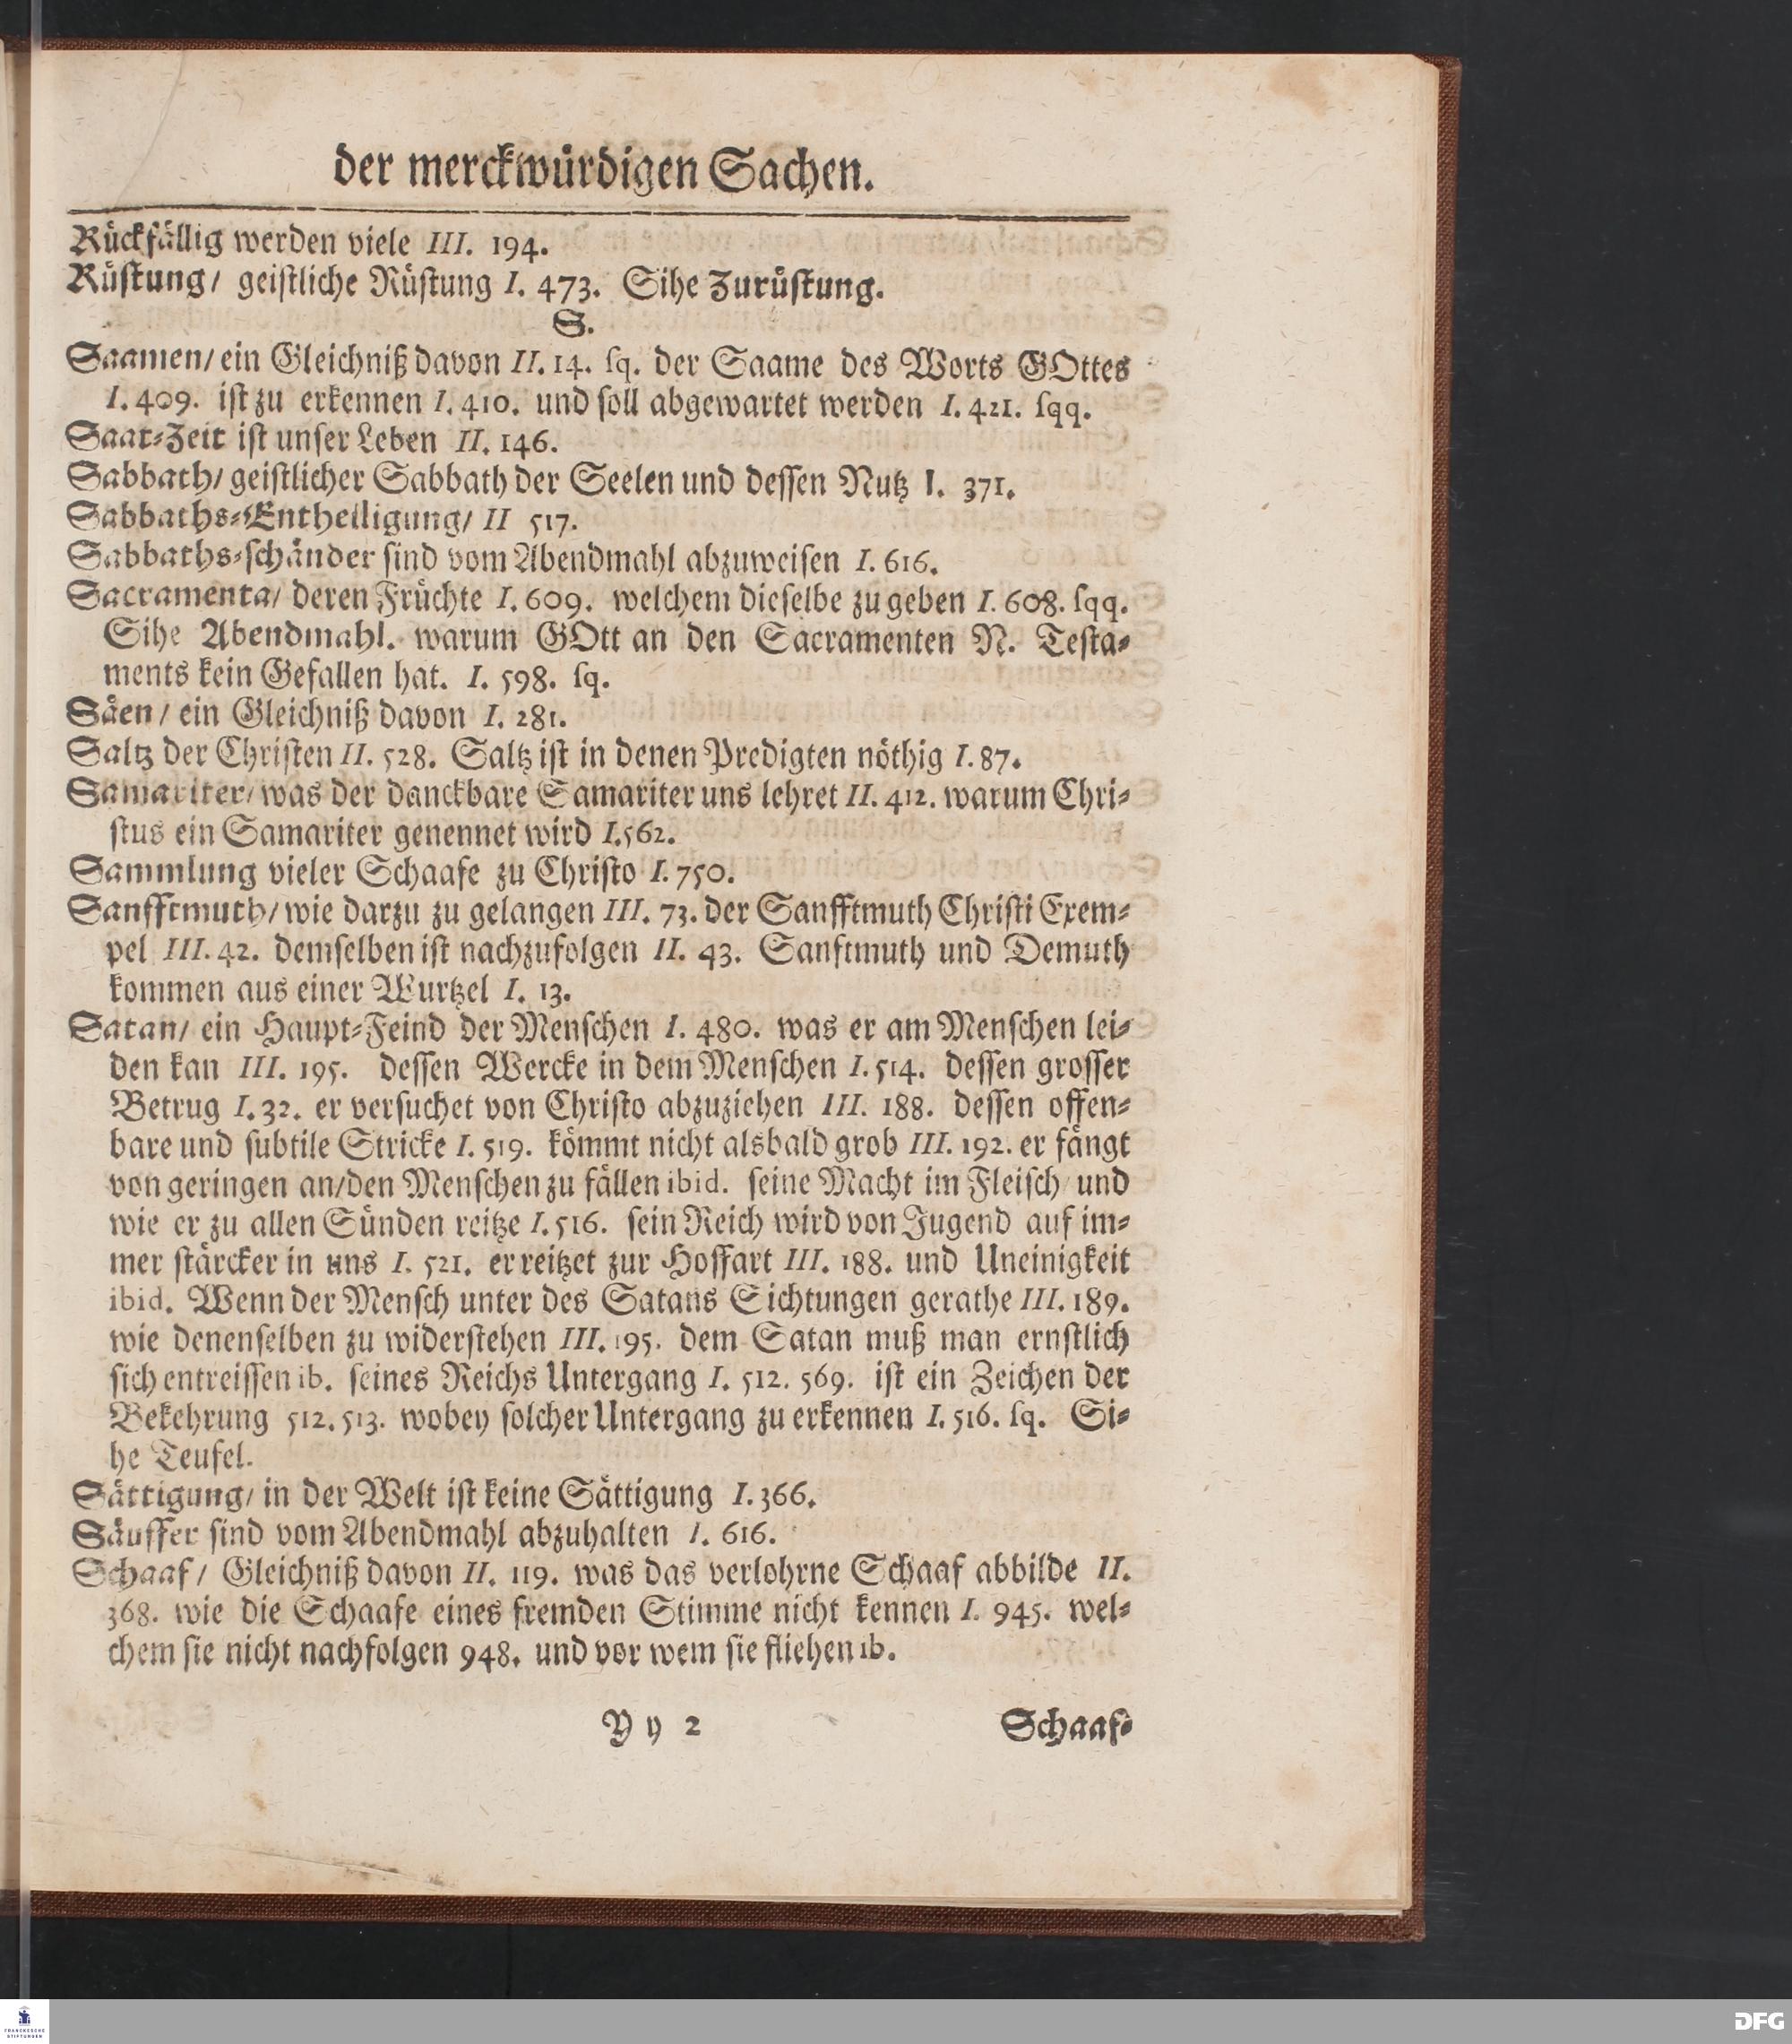 der merckwürdigen Sachen.
Rückfällig werden viele III. 194.
Rüstung/ geistliche Rüstung I. 473. Sihe Zurüstung.
S.
Saamen/ ein Gleichniß davon II. 14. sq. der Saame des Worts GOttes
I. 409. ist zu erkennen I. 410. und soll abgewartet werden I. 421. sqq.
Saat-Zeit ist unser Leben II. 146.
Sabbath/ geistlicher Sabbath der Seelen und dessen Nutz I. 371.
Sabbaths-Entheiligung/ II 517.
Sabbaths-schänder sind vom Abendmahl abzuweisen I. 616.
Sacramenta/ deren Früchte I. 609. welchem dieselbe zu geben I. 608. sqq.
Sihe Abendmahl. warum GOtt an den Sacramenten N. Testa-
ments kein Gefallen hat. I. 598. sq.
Säen/ ein Gleichniß davon I. 281.
Saltz der Christen II. 528. Saltz ist in denen Predigten nöthig I. 87.
Samariter/ was der danckbare Samariter uns lehret II. 412. warum Chri-
stus ein Samariter genennet wird I. 562.
Sammlung vieler Schaafe zu Christo I. 750.
Sanfftmuth/ wie darzu zu gelangen III. 73. der Sanfftmuth Christi Exem-
pel III. 42. demselben ist nachzufolgen II. 43. Sanftmuth und Demuth
kommen aus einer Wurtzel I. 13.
Satan/ ein Haupt-Feind der Menschen I. 480. was er am Menschen lei-
den kan III. 195. dessen Wercke in dem Menschen I. 514. dessen grosser
Betrug I. 32. er versuchet von Christo abzuziehen III. 188. dessen offen-
bare und subtile Stricke I. 519. kömmt nicht alsbald grob III. 192. er fängt
von geringen an/ den Menschen zu fällen ibid. seine Macht im Fleisch/ und
wie er zu allen Sünden reitze I. 516. sein Reich wird von Jugend auf im-
mer stärcker in uns I. 521. er reitzet zur Hoffart III. 188. und Uneinigkeit
ibid. Wenn der Mensch unter des Satans Sichtungen gerathe III. 189.
wie denenselben zu widerstehen III. 195. dem Satan muß man ernstlich
sich entreissen ib. seines Reichs Untergang I. 512. 569. ist ein Zeichen der
Bekehrung 512. 513. wobey solcher Untergang zu erkennen I. 516. sq. Si-
he Teufel.
Sättigung/ in der Welt ist keine Sättigung I. 366.
Säuffer sind vom Abendmahl abzuhalten I. 616.
Schaaf/ Gleichniß davon II. 119. was das verlohrne Schaaf abbilde II.
368. wie die Schaafe eines fremden Stimme nicht kennen I. 945. wel-
chem sie nicht nachfolgen 948. und vor wem sie fliehen ib.
Y y 2 Schaaf-
FRANCKESCHE
STIFTUNGEN
DFG